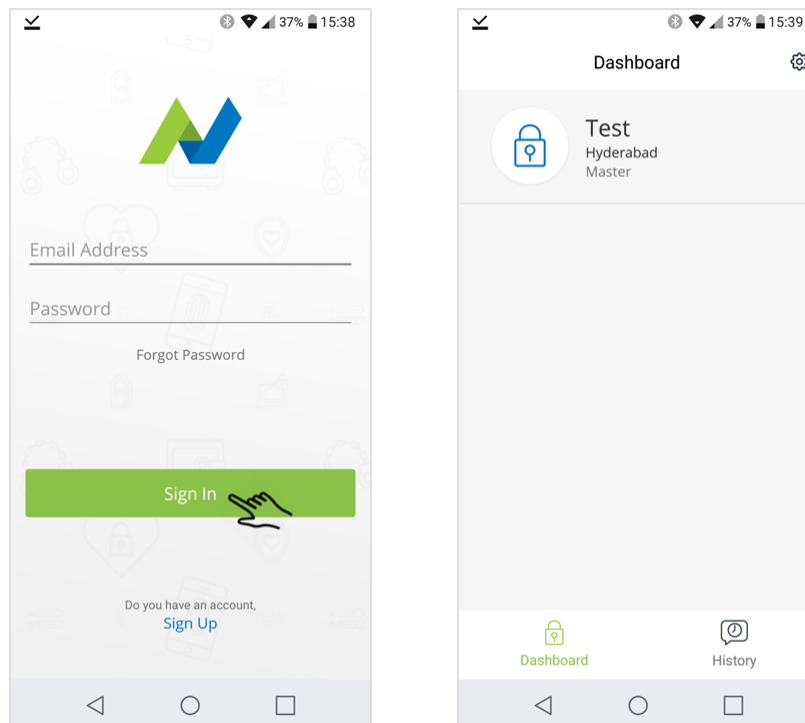 37% 15:38
Email Address
Password
Forgot Password
Sign In
Do you have an account,
Sign Up
37% 15:39
Dashboard
Test
Hyderabad
Master
Dashboard
History